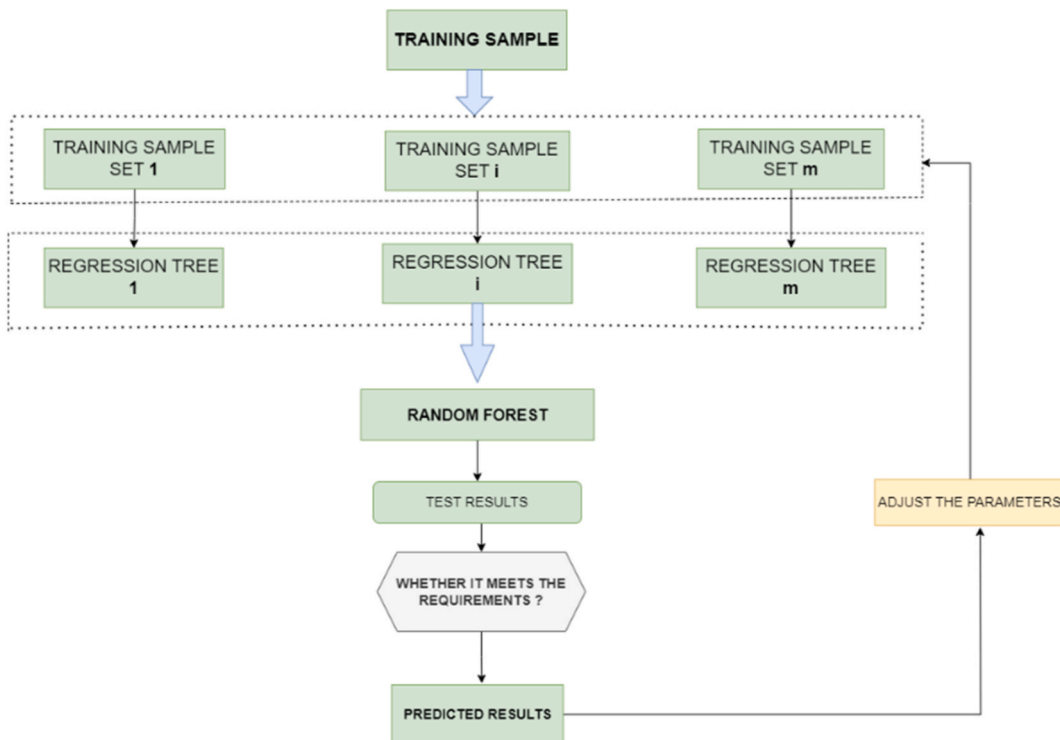 TRAINING SAMPLE
TRAINING SAMPLE
SET 1
TRAINING SAMPLE
SET i
TRAINING SAMPLE
SET m
REGRESSION TREE
1
REGRESSION TREE
i
REGRESSION TREE
m
RANDOM FOREST
TEST RESULTS
ADJUST THE PARAMETERS
WHETHER IT MEETS THE
REQUIREMENTS ?
PREDICTED RESULTS